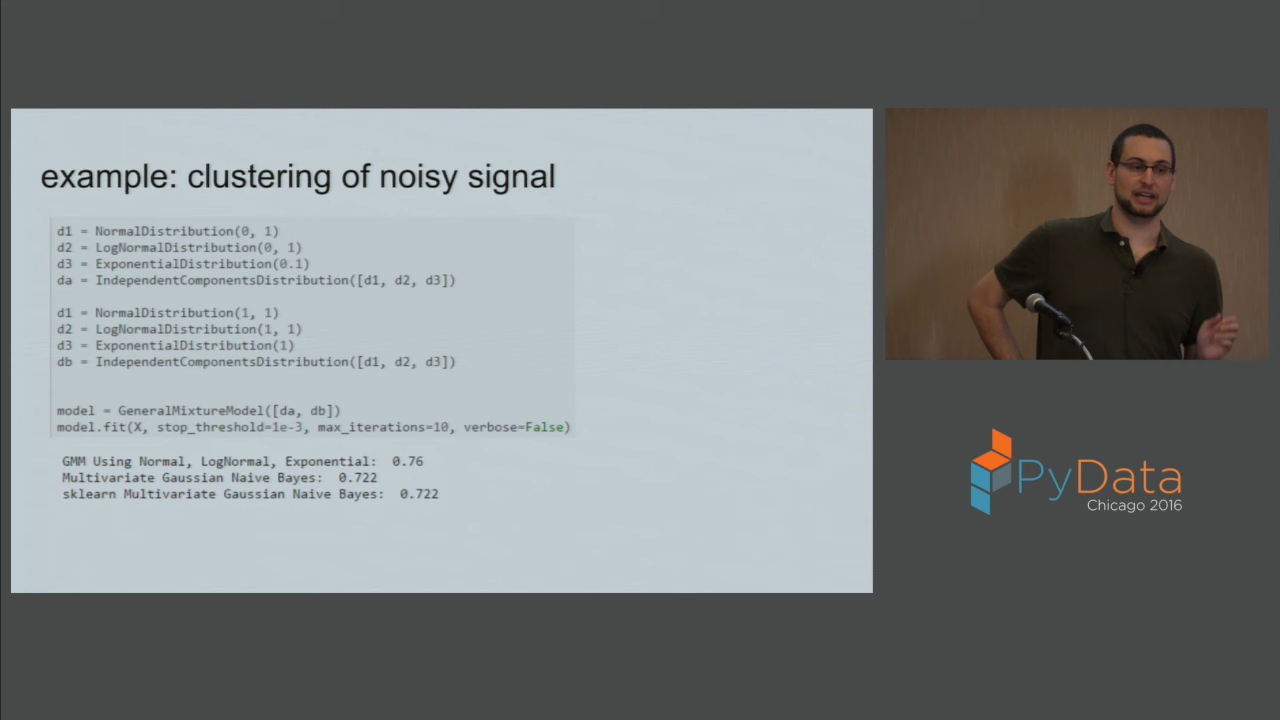 example: clustering of noisy signal
d1 = NormalDistribution(0, 1)
d2 = LogNormalDistribution(0, 1)
d3 = ExponentialDistribution(0.1)
da = IndependentComponentsDistribution([d1, d2, d3])
d1 = NormalDistribution(1, 1)
d2 = LogNormalDistribution(1, 1)
d3 = ExponentialDistribution(1)
db = IndependentComponentsDistribution([d1, d2, d3])
model = GeneralMixtureModel([da, db])
model.fit(X, stop_threshold=1e-3, max_iterations=10, verbose=False)
GMM Using Normal, LogNormal, Exponential: 0.76
Multivariate Gaussian Naive Bayes: 0.722
sklearn Multivariate Gaussian Naive Bayes: 0.722
PyData
Chicago 2016